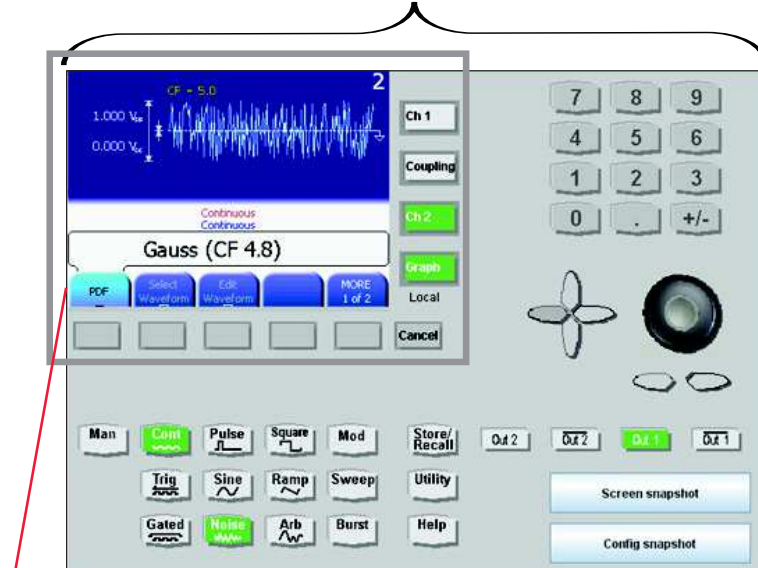 2
CF = 5.0
1.000 Vpp
0.000 Vdc
Continuous
Continuous
Gauss (CF 4.8)
PDF
Select Waveform
Edit Waveform
MORE 1 of 2
Ch 1
Coupling
Ch 2
Graph
Local
Cancel
7 8 9
4 5 6
1 2 3
0 . +/-
Man Cont Pulse Square Mod Store/Recall Out 2 Out 2 Out 1 Out 1
Trig Sine Ramp Sweep Utility
Screen snapshot
Gated Noise Arb Burst Help
Config snapshot